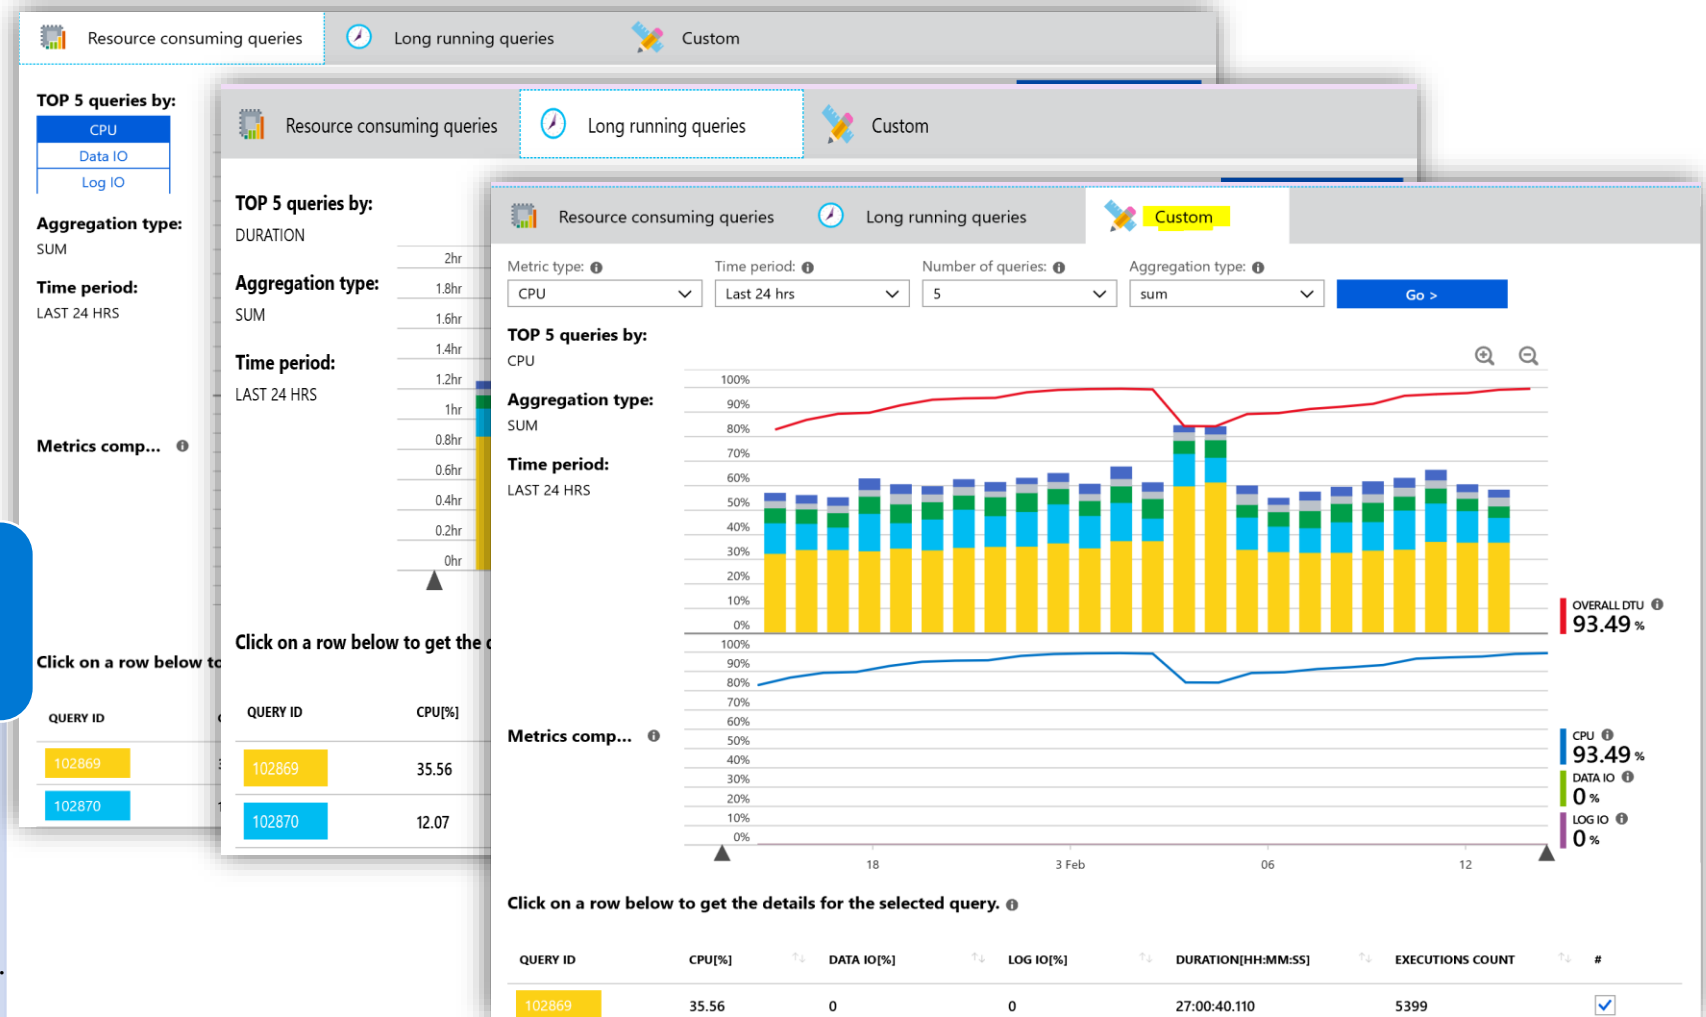 Resource consuming queries
Long running queries
Custom
TOP 5 queries by:
CPU
Data IO
Log IO
Aggregation type:
SUM
Time period:
LAST 24 HRS
Metrics comp...
Click on a row below to
QUERY ID
102869
102870
Resource consuming queries
Long running queries
Custom
TOP 5 queries by:
DURATION
Aggregation type:
SUM
Time period:
LAST 24 HRS
2hr
1.8hr
1.6hr
1.4hr
1.2hr
1hr
0.8hr
0.6hr
0.4hr
0.2hr
0hr
Click on a row below to get the
QUERY ID CPU[%]
102869 35.56
102870 12.07
Resource consuming queries
Long running queries
Custom
Metric type: Time period: Number of queries: Aggregation type:
CPU Last 24 hrs 5 sum Go >
TOP 5 queries by:
CPU
Aggregation type:
SUM
Time period:
LAST 24 HRS
100%
90%
80%
70%
60%
50%
40%
30%
20%
10%
0%
OVERALL DTU
93.49 %
Metrics comp...
100%
90%
80%
70%
60%
50%
40%
30%
20%
10%
0%
CPU
93.49 %
DATA IO
0 %
LOG IO
0 %
18 3 Feb 06 12
Click on a row below to get the details for the selected query.
QUERY ID CPU[%] DATA IO[%] LOG IO[%] DURATION[HH:MM:SS] EXECUTIONS COUNT #
102869 35.56 0 0 27:00:40.110 5399